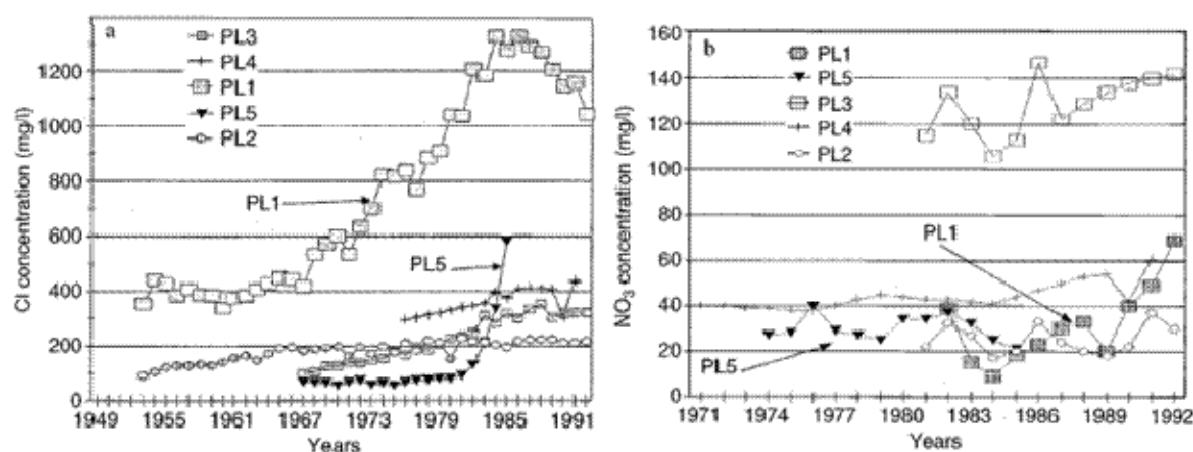 a
PL3
PL4
PL1
PL5
PL2
Cl concentration (mg/l)
1200
1000
800
600
400
200
0
PL1
PL5
1949 1955 1961 1967 1973 1979 1985 1991
Years
b
PL1
PL5
PL3
PL4
PL2
NO₃ concentration (mg/l)
160
140
120
100
80
60
40
20
0
PL1
PL5
1971 1974 1977 1980 1983 1986 1989 1992
Years